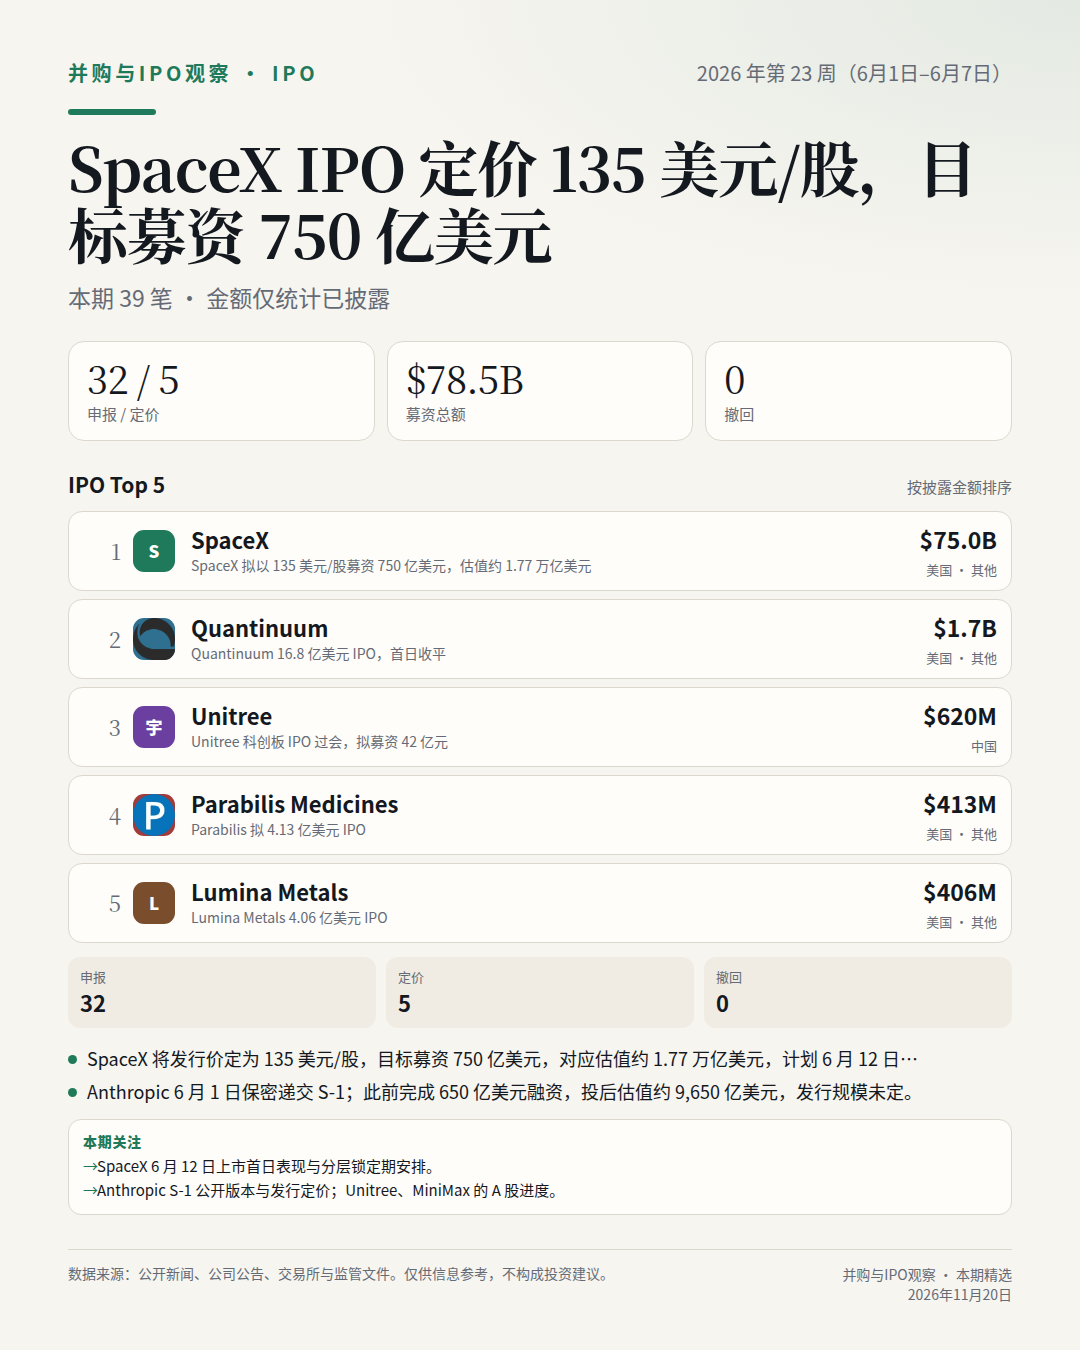 并购与IPO观察 · IPO
2026 年第 23 周（6月1日–6月7日）
SpaceX IPO 定价 135 美元/股，目
标募资 750 亿美元
本期 39 笔 · 金额仅统计已披露
32 / 5
申报 / 定价
$78.5B
募资总额
0
撤回
IPO Top 5
按披露金额排序
1
S
SpaceX
SpaceX 拟以 135 美元/股募资 750 亿美元，估值约 1.77 万亿美元
$75.0B
美国 · 其他
2
Quantinuum
Quantinuum 16.8 亿美元 IPO，首日收平
$1.7B
美国 · 其他
3
宇
Unitree
Unitree 科创板 IPO 过会，拟募资 42 亿元
$620M
中国
4
P
Parabilis Medicines
Parabilis 拟 4.13 亿美元 IPO
$413M
美国 · 其他
5
L
Lumina Metals
Lumina Metals 4.06 亿美元 IPO
$406M
美国 · 其他
申报
32
定价
5
撤回
0
SpaceX 将发行价定为 135 美元/股，目标募资 750 亿美元，对应估值约 1.77 万亿美元，计划 6 月 12 日…
Anthropic 6 月 1 日保密递交 S-1；此前完成 650 亿美元融资，投后估值约 9,650 亿美元，发行规模未定。
本期关注
→SpaceX 6 月 12 日上市首日表现与分层锁定期安排。
→Anthropic S-1 公开版本与发行定价；Unitree、MiniMax 的 A 股进度。
数据来源：公开新闻、公司公告、交易所与监管文件。仅供信息参考，不构成投资建议。
并购与IPO观察 · 本期精选
2026年11月20日